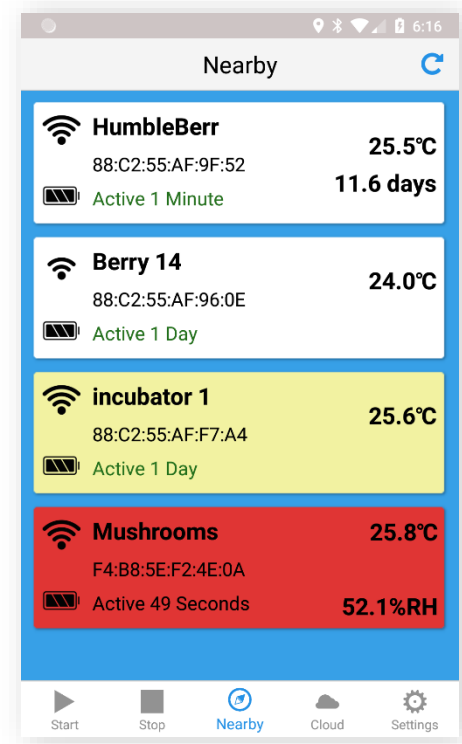 6:16
Nearby
HumbleBerr
25.5℃
88:C2:55:AF:9F:52
11.6 days
Active 1 Minute
Berry 14
24.0℃
88:C2:55:AF:96:0E
Active 1 Day
incubator 1
25.6℃
88:C2:55:AF:F7:A4
Active 1 Day
Mushrooms
25.8℃
F4:B8:5E:F2:4E:0A
Active 49 Seconds
52.1%RH
Start Stop Nearby Cloud Settings